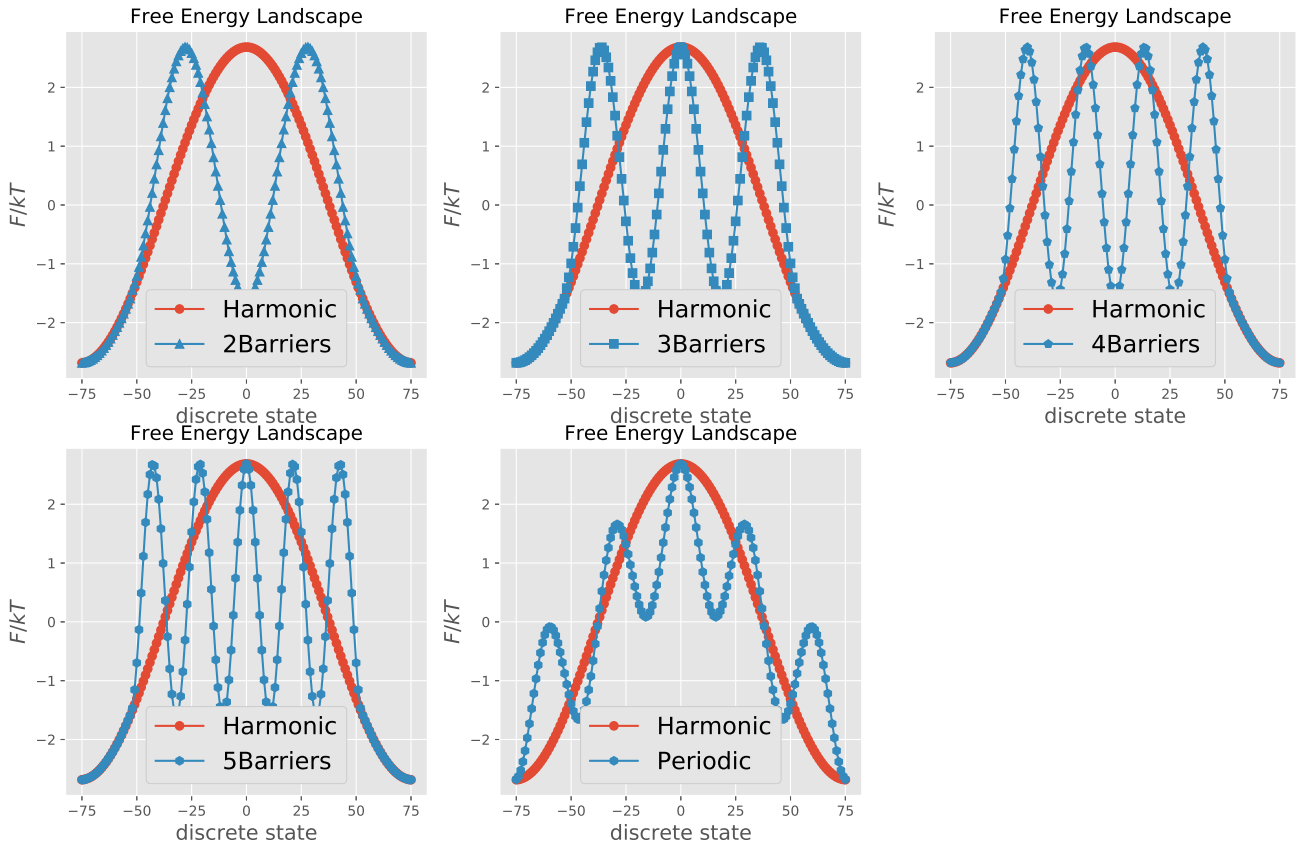 Free Energy Landscape
F/kT
2
1
0
−1
−2
Harmonic
2Barriers
−75 −50 −25 0 25 50 75
discrete state
Free Energy Landscape
F/kT
2
1
0
−1
−2
Harmonic
3Barriers
−75 −50 −25 0 25 50 75
discrete state
Free Energy Landscape
F/kT
2
1
0
−1
−2
Harmonic
4Barriers
−75 −50 −25 0 25 50 75
discrete state
Free Energy Landscape
F/kT
2
1
0
−1
−2
Harmonic
5Barriers
−75 −50 −25 0 25 50 75
discrete state
Free Energy Landscape
F/kT
2
1
0
−1
−2
Harmonic
Periodic
−75 −50 −25 0 25 50 75
discrete state